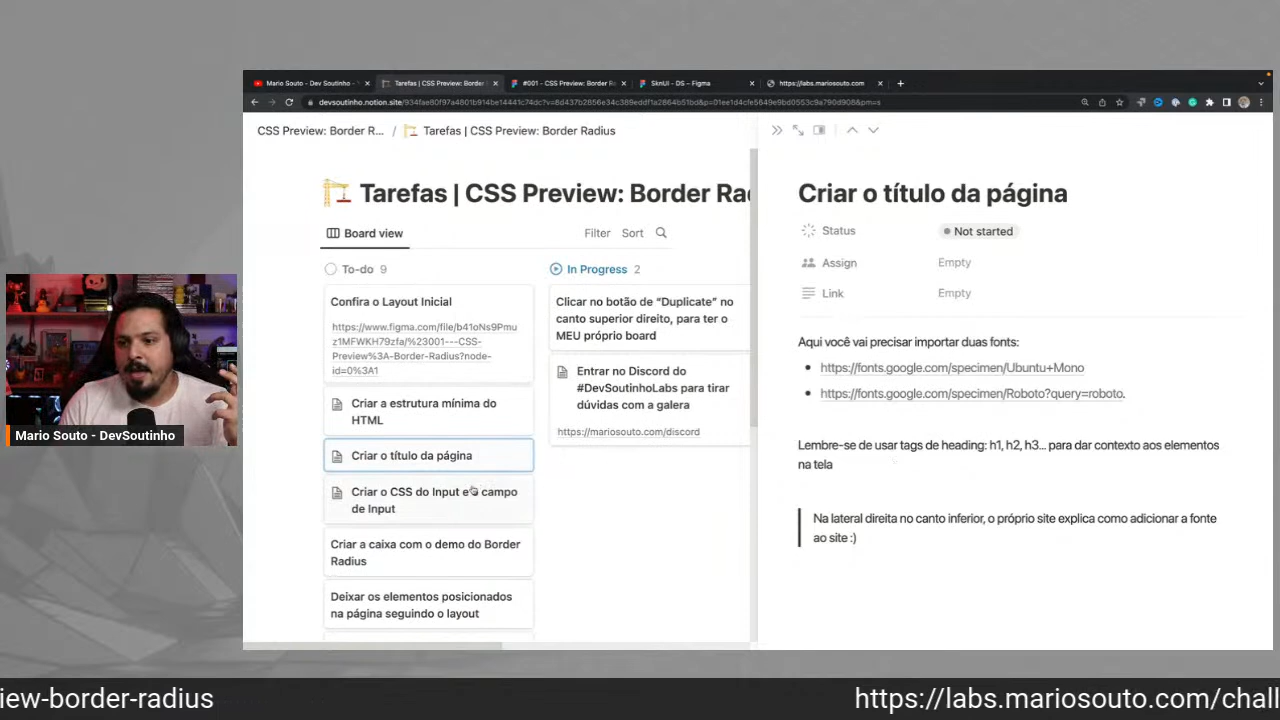 Mario Souto - Dev Soutinho -
Tarefas | CSS Preview: Border
#001 - CSS Preview: Border R
SknUI - DS – Figma
https://labs.mariosouto.com
CSS Preview: Border R... / Tarefas | CSS Preview: Border Radius
Tarefas | CSS Preview: Border Ra
Board view
Filter
Sort
To-do 9
In Progress 2
Confira o Layout Inicial
https://www.figma.com/file/b41oNs9Pmu
z1MFWKH79zfa/%23001---CSS-
Preview%3A-Border-Radius?node-
id=0%3A1
Criar a estrutura mínima do
HTML
Criar o título da página
Criar o CSS do Input e o campo
de Input
Criar a caixa com o demo do Border
Radius
Deixar os elementos posicionados
na página seguindo o layout
Clicar no botão de “Duplicate” no
canto superior direito, para ter o
MEU próprio board
Entrar no Discord do
#DevSoutinhoLabs para tirar
dúvidas com a galera
https://mariosouto.com/discord
Criar o título da página
Status
Not started
Assign
Empty
Link
Empty
Aqui você vai precisar importar duas fonts:
• https://fonts.google.com/specimen/Ubuntu+Mono
• https://fonts.google.com/specimen/Roboto?query=roboto.
Lembre-se de usar tags de heading: h1, h2, h3... para dar contexto aos elementos
na tela
Na lateral direita no canto inferior, o próprio site explica como adicionar a fonte
ao site :)
Mario Souto - DevSoutinho
iew-border-radius
https://labs.mariosouto.com/chall